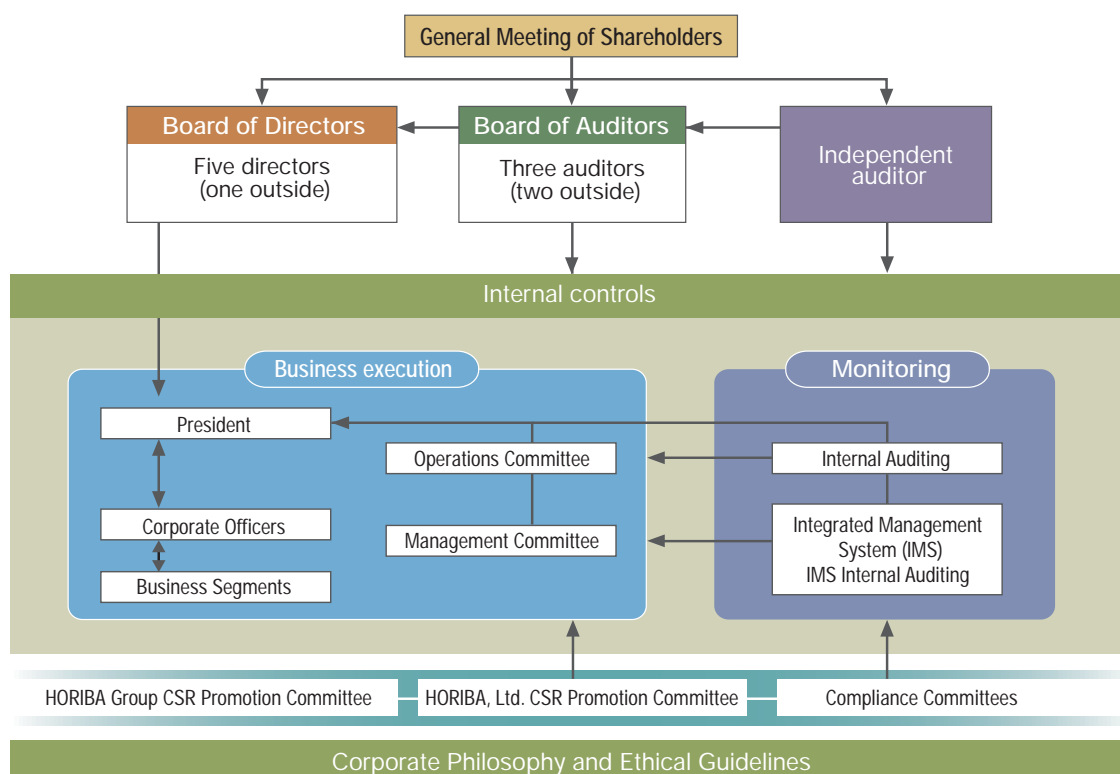 General Meeting of Shareholders
Board of Directors
Five directors
(one outside)
Board of Auditors
Three auditors
(two outside)
Independent
auditor
Internal controls
Business execution
President
Corporate Officers
Business Segments
Operations Committee
Management Committee
Monitoring
Internal Auditing
Integrated Management
System (IMS)
IMS Internal Auditing
HORIBA Group CSR Promotion Committee
HORIBA, Ltd. CSR Promotion Committee
Compliance Committees
Corporate Philosophy and Ethical Guidelines